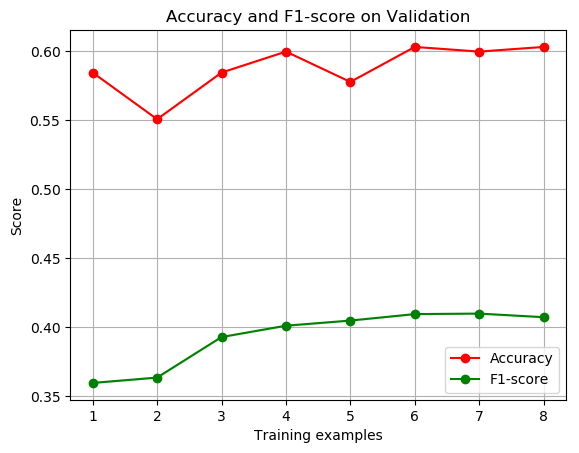 Accuracy and F1-score on Validation
0.60
0.55
0.50
0.45
0.40
0.35
Score
1 2 3 4 5 6 7 8
Training examples
Accuracy
F1-score